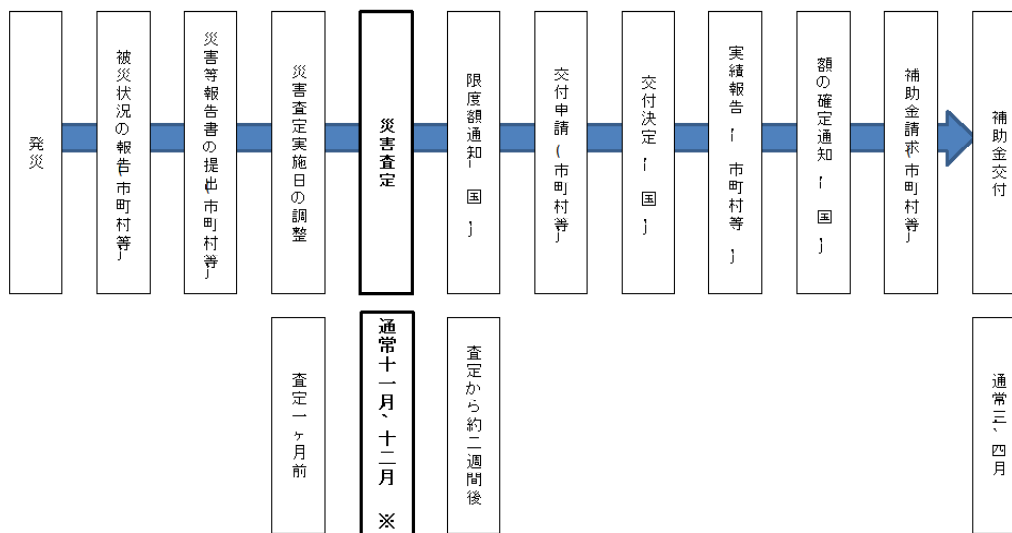 発災
被災状況の報告(市町村等)
災害等報告書の提出(市町村等)
災害査定実施日の調整
災害査定
限度額通知(国)
交付申請(市町村等)
交付決定(国)
実績報告(市町村等)
額の確定通知(国)
補助金請求(市町村等)
補助金交付
査定一ヶ月前
通常十一月、十二月 ※
査定から約二週間後
通常三、四月